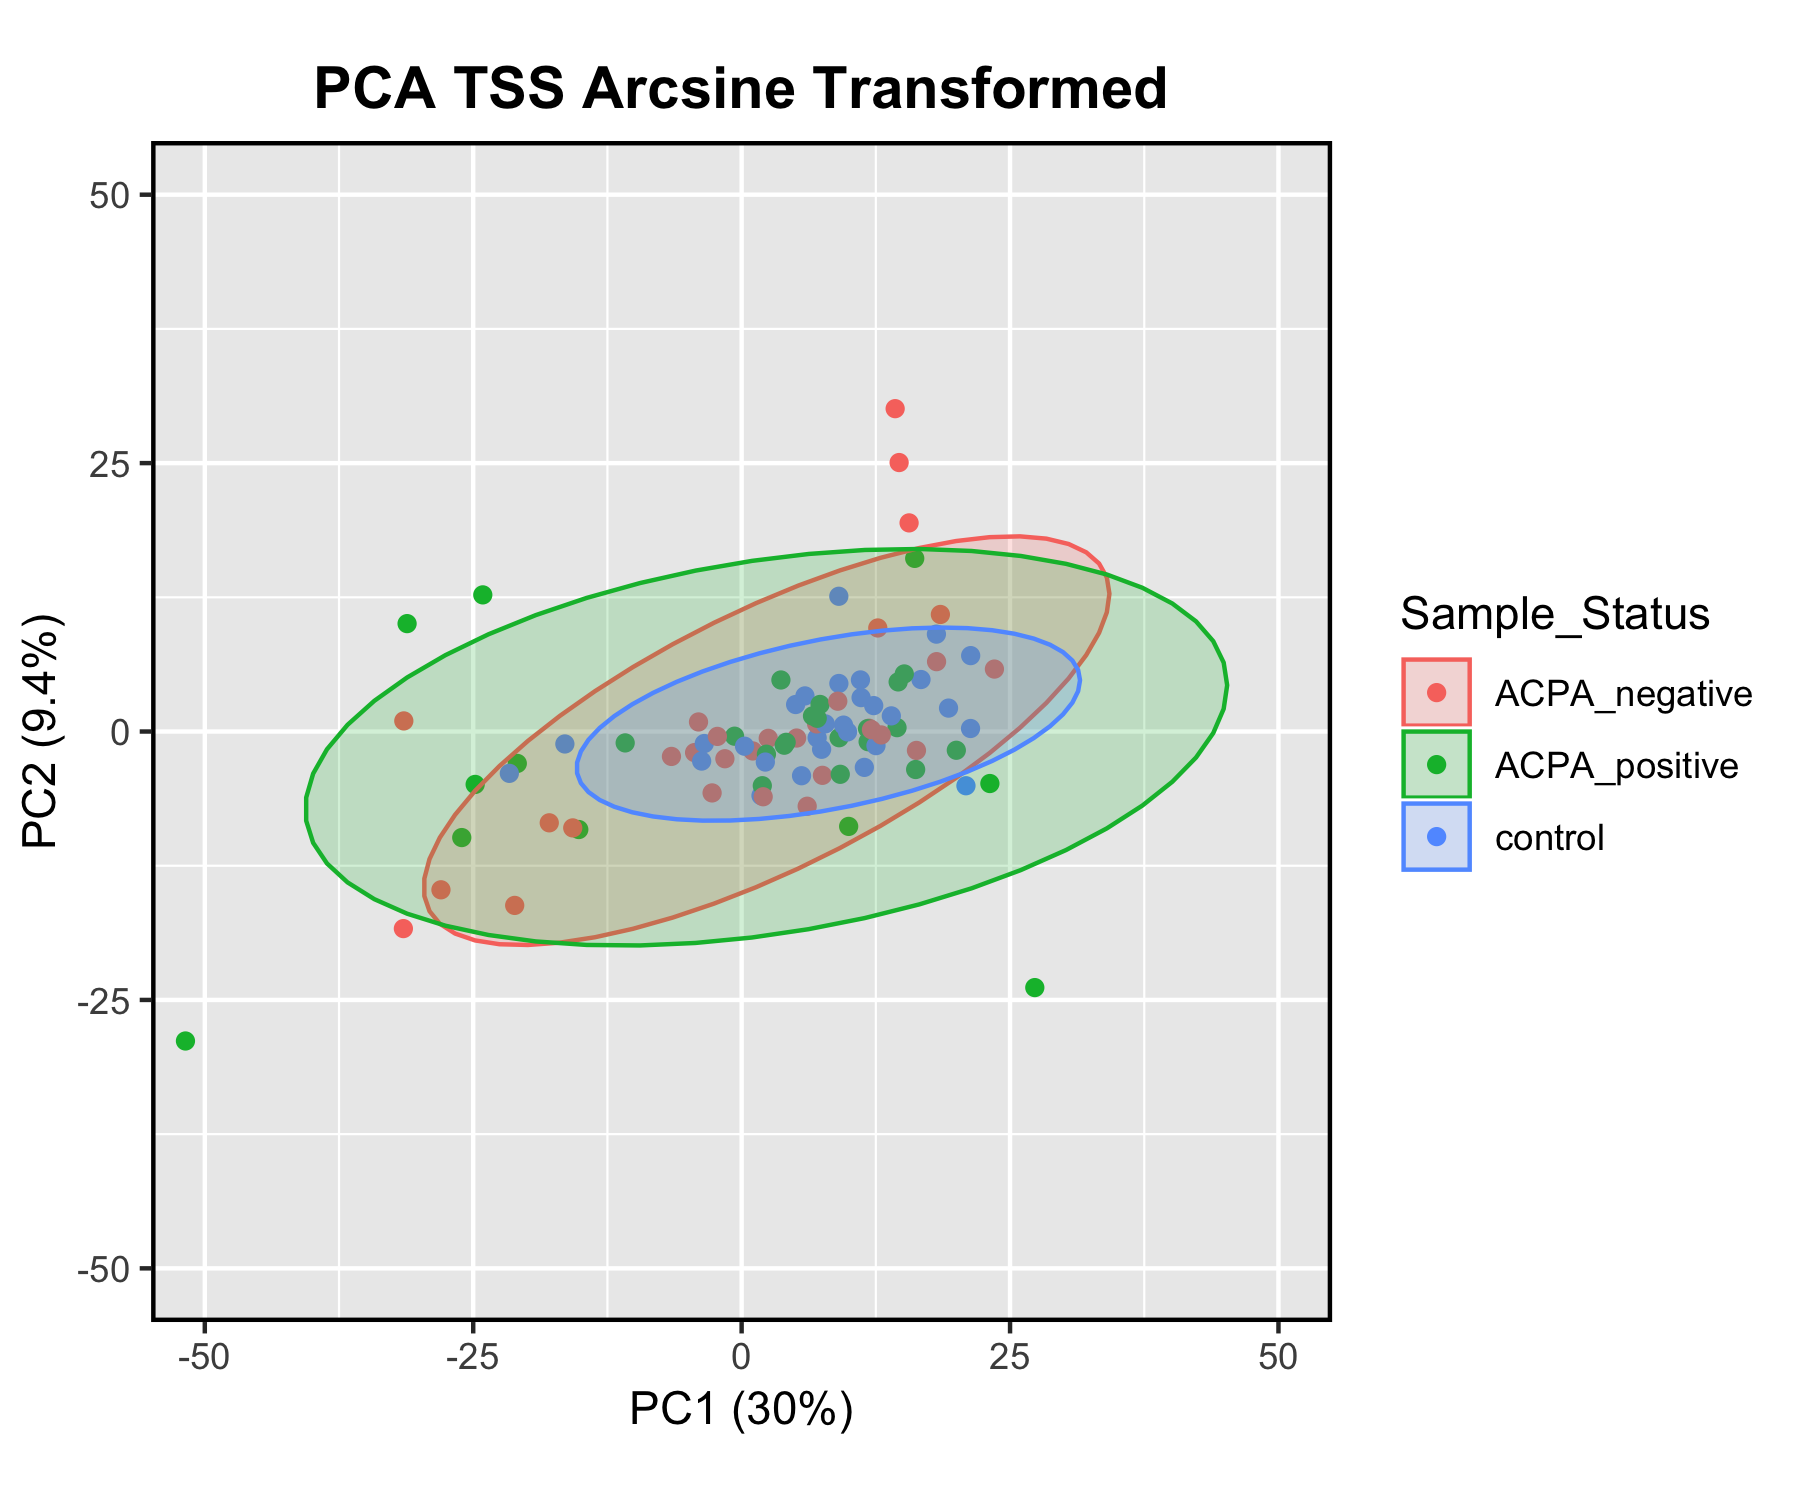 PCA TSS Arcsine Transformed
50
25
0
-25
-50
PC2 (9.4%)
-50 -25 0 25 50
PC1 (30%)
Sample_Status
ACPA_negative
ACPA_positive
control